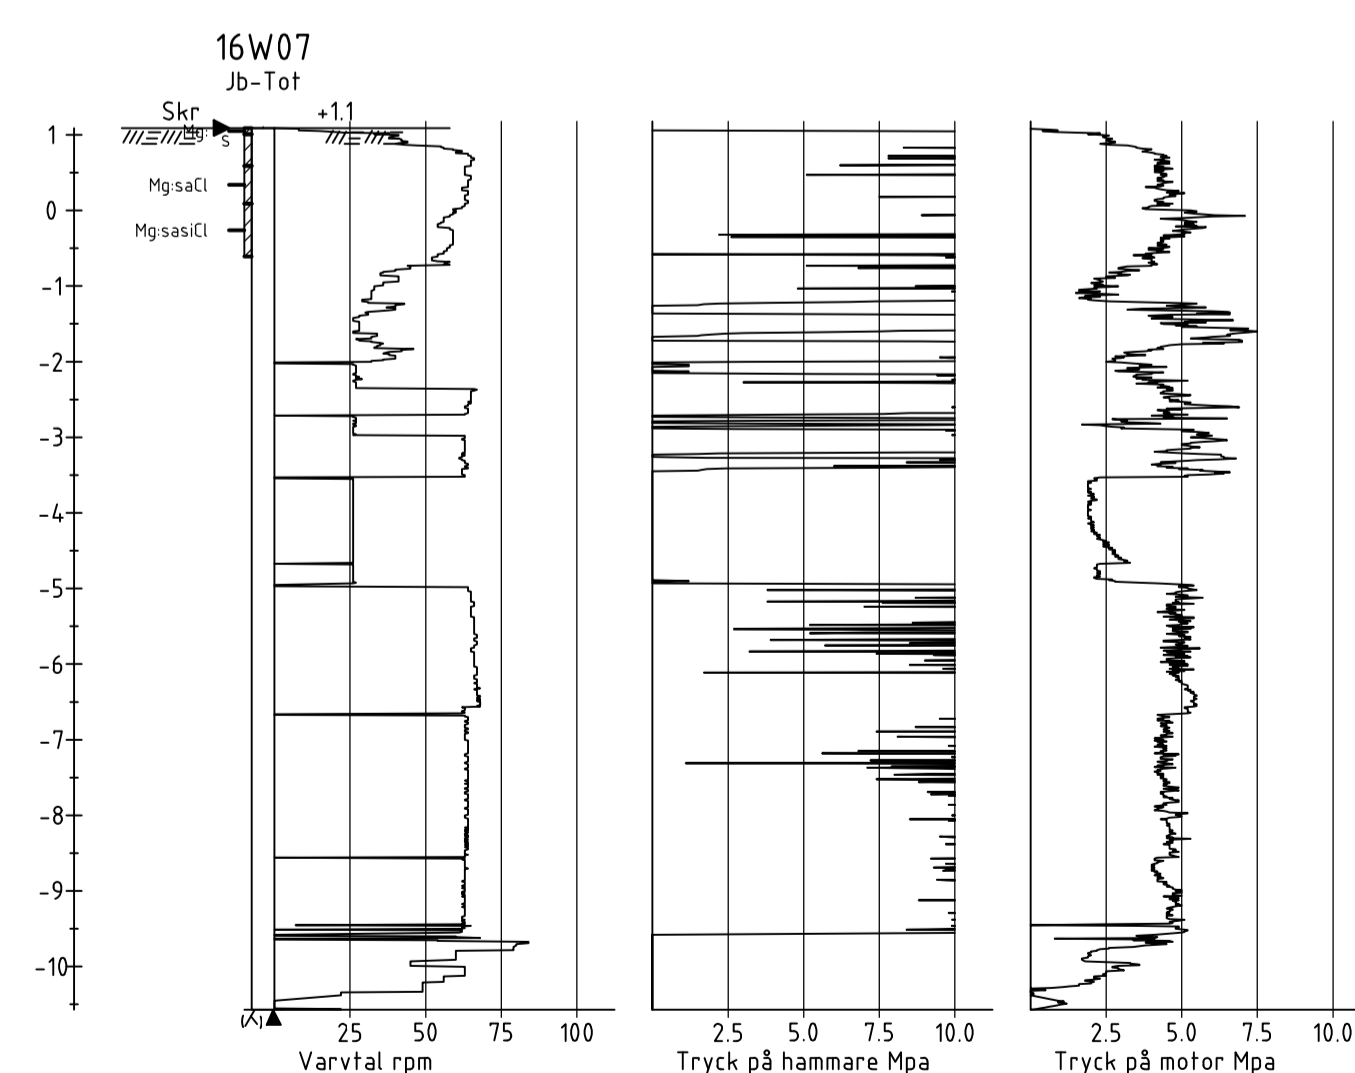 16W07
Jb-Tot
Skr +1.1
Mg: s
Mg:saCl
Mg:sasiCl
1
0
-1
-2
-3
-4
-5
-6
-7
-8
-9
-10
25 50 75 100
Varvtal rpm
2.5 5.0 7.5 10.0
Tryck på hammare Mpa
2.5 5.0 7.5 10.0
Tryck på motor Mpa